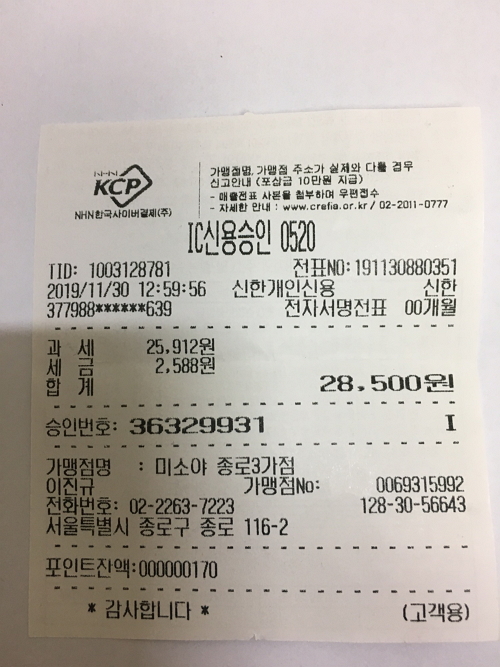 NHN
KCP
NHN한국사이버결제(주)
가맹점명, 가맹점 주소가 실제와 다를 경우
신고안내 (포상금 10만원 지급)
- 매출전표 사본을 첨부하여 우편접수
- 자세한 안내 : www.crefia.or.kr / 02-2011-0777
IC신용승인 0520
TID: 1003128781 전표NO:191130880351
2019/11/30 12:59:56 신한개인신용 신한
377988******639 전자서명전표 00개월
과 세 25,912원
세 금 2,588원
합 계 28,500원
승인번호: 36329931 I
가맹점명 : 미소야 종로3가점
이진규 가맹점No: 0069315992
전화번호: 02-2263-7223 128-30-56643
서울특별시 종로구 종로 116-2
포인트잔액:000000170
* 감사합니다 * (고객용)